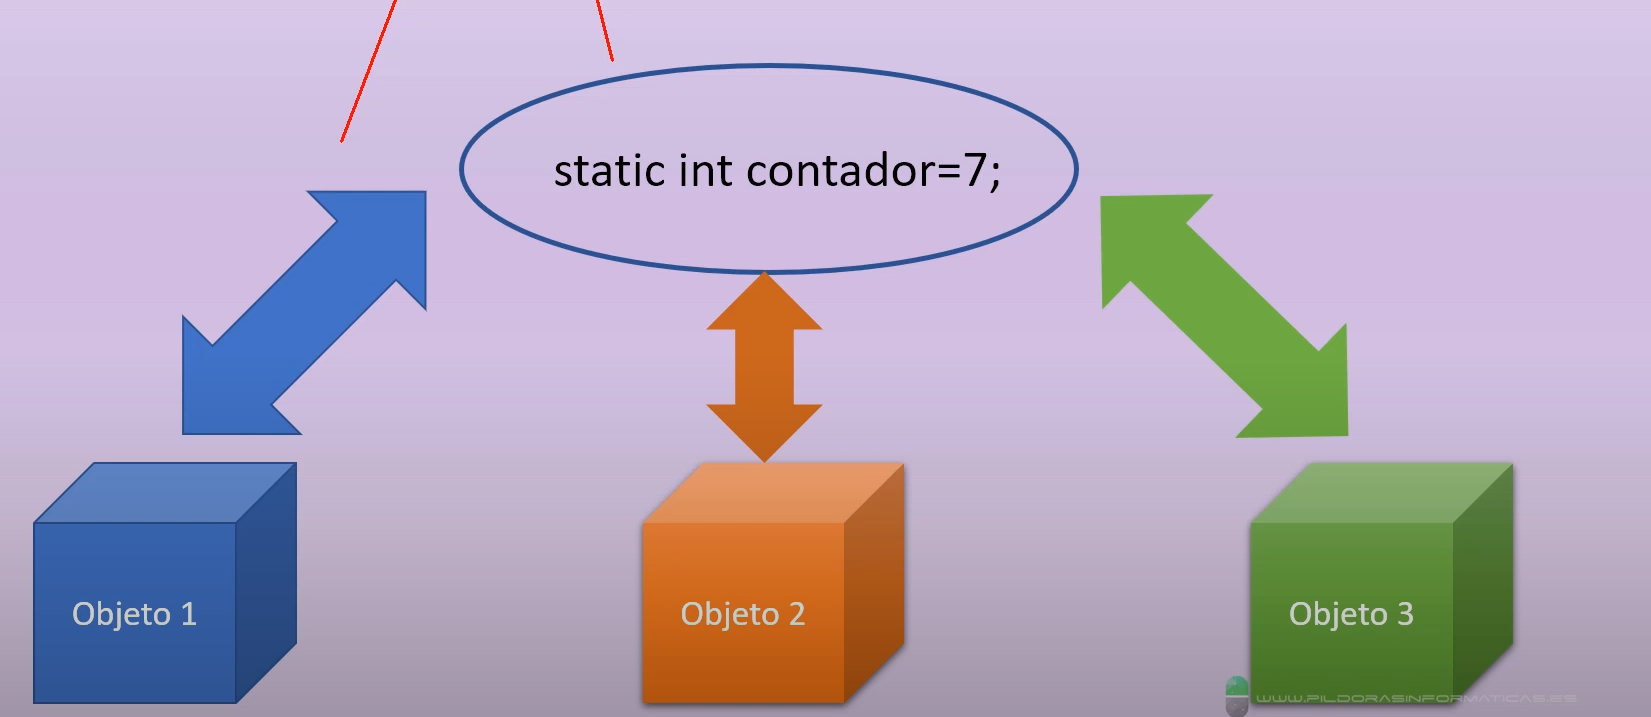 static int contador=7;
Objeto 1
Objeto 2
Objeto 3
WWW.PILDORASINFORMATICAS.ES